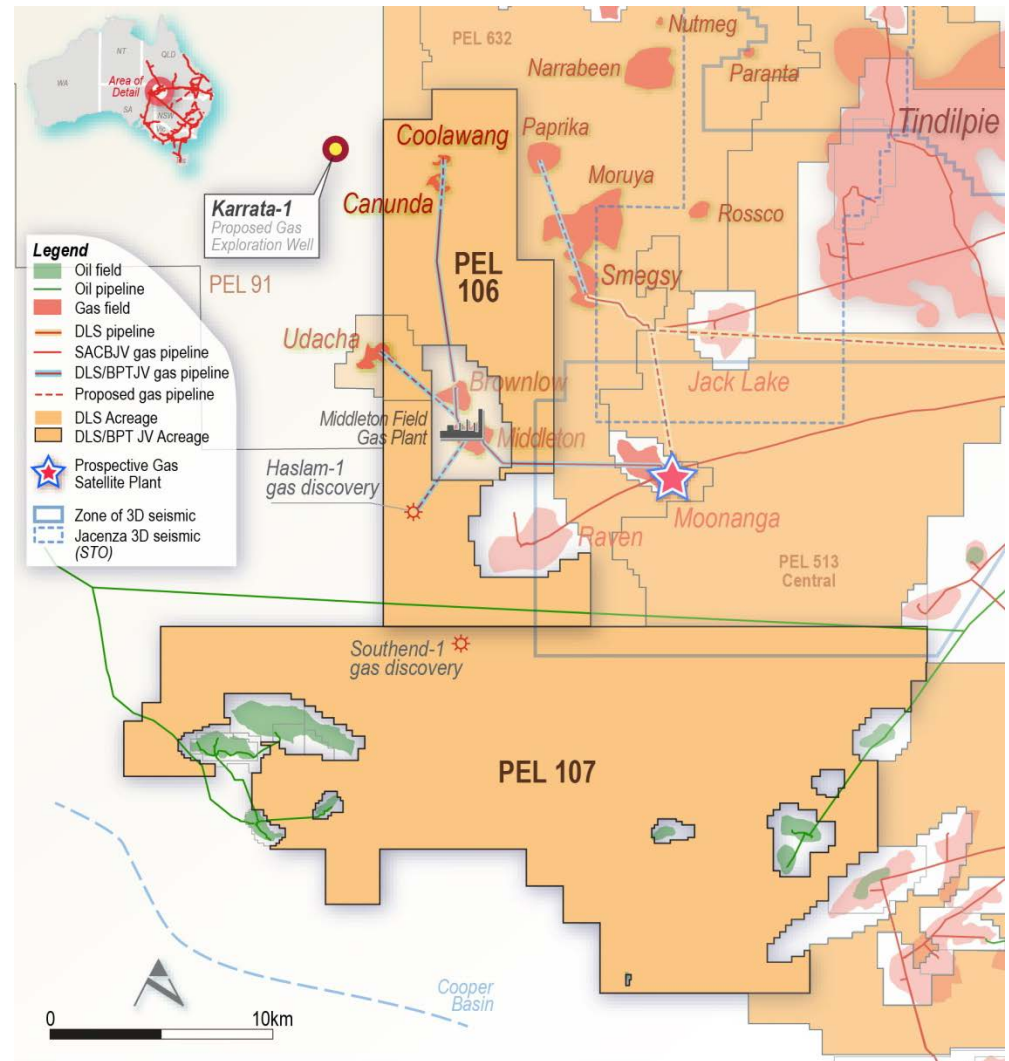 WA
NT
QLD
SA
NSW
Vic
Tas
Area of
Detail
PEL 632
Nutmeg
Narrabeen
Paranta
Tindilpie
Coolawang
Paprika
Canunda
Moruya
Rossco
Karrata-1
Proposed Gas
Exploration Well
PEL 91
PEL
106
Smegsy
Udacha
Jack Lake
Brownlow
Middleton Field
Gas Plant
Middleton
Haslam-1
gas discovery
Moonanga
Raven
PEL 513
Central
Legend
Oil field
Oil pipeline
Gas field
DLS pipeline
SACBJV gas pipeline
DLS/BPTJV gas pipeline
Proposed gas pipeline
DLS Acreage
DLS/BPT JV Acreage
Prospective Gas
Satellite Plant
Zone of 3D seismic
Jacenza 3D seismic
(STO)
Southend-1
gas discovery
PEL 107
Cooper
Basin
0
10km